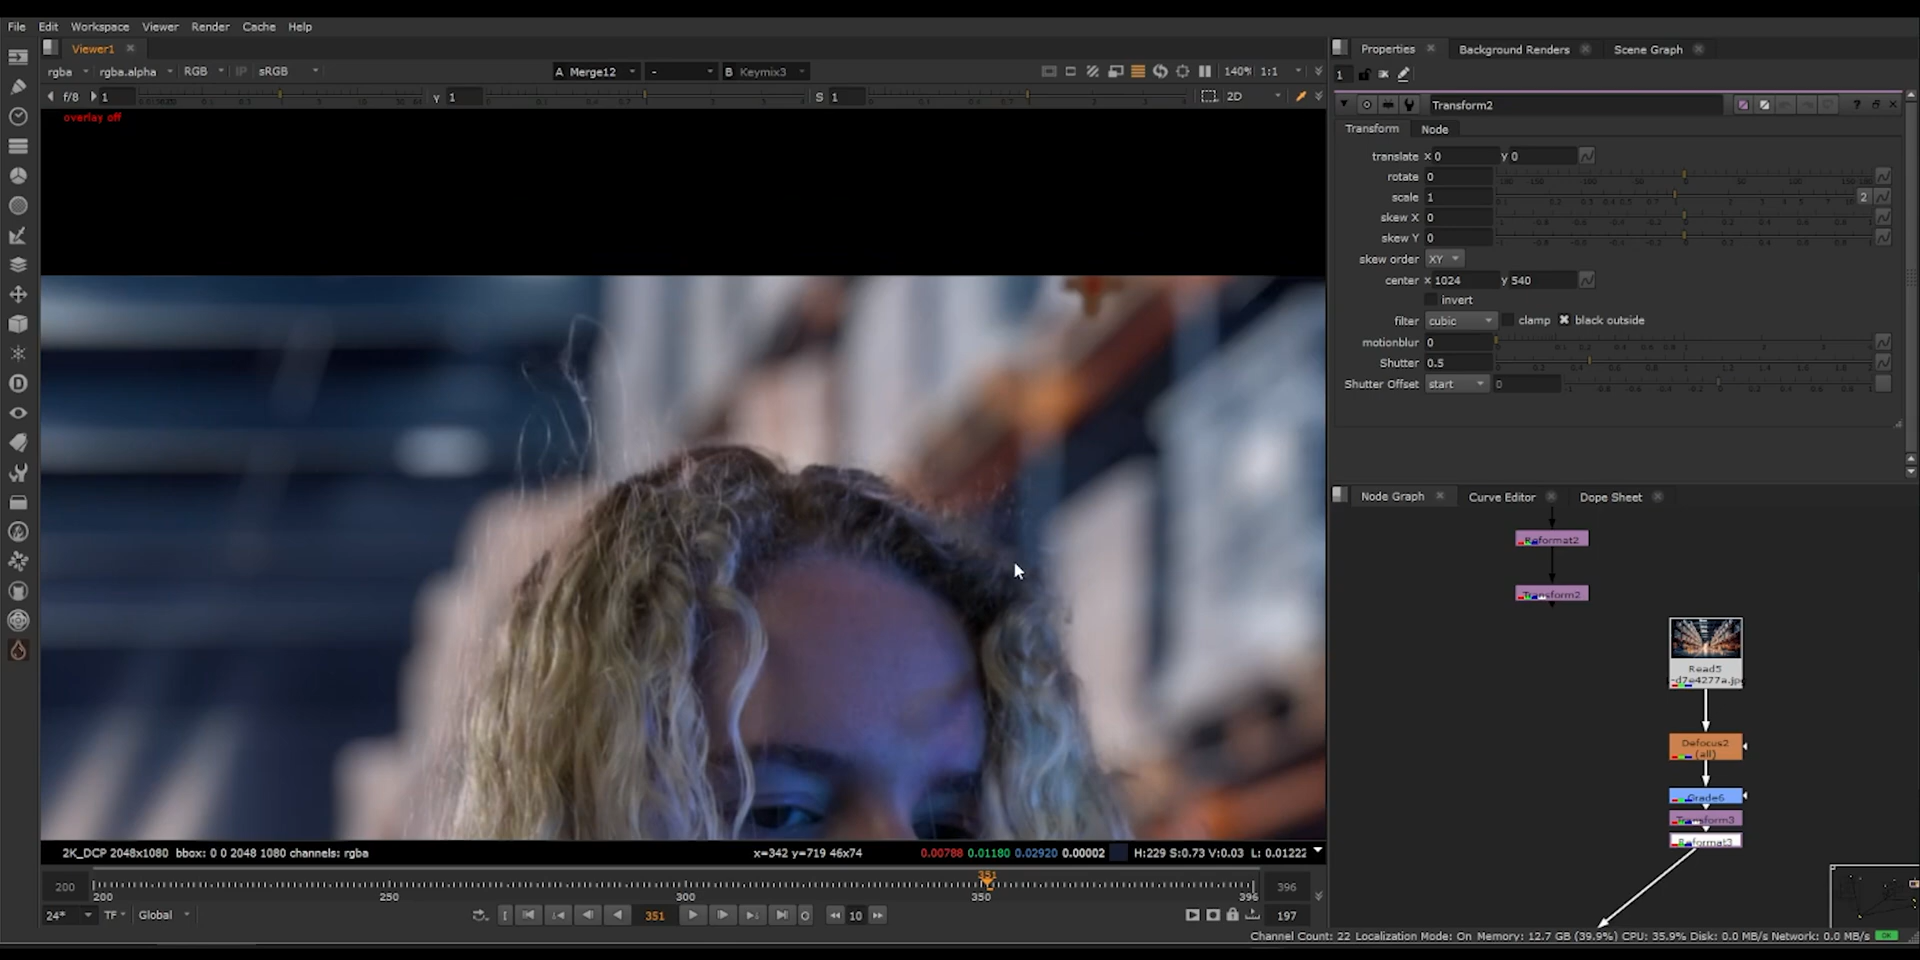 File Edit Workspace Viewer Render Cache Help
Viewer1
rgba rgba.alpha RGB IP sRGB A Merge12 - B Keymix3 140% 1:1
f/8 1 Y 1 S 1 2D
overlay off
2K_DCP 2048x1080 bbox: 0 0 2048 1080 channels: rgba x=342 y=719 46x74 0.00788 0.01180 0.02920 0.00002 H:229 S:0.73 V:0.03 L: 0.01222
351
200 396
200 250 300 350 396
24* TF Global 351 10 197
Properties Background Renders Scene Graph
1
Transform2
Transform Node
translate x 0 y 0
rotate 0
scale 1 2
skew X 0
skew Y 0
skew order XY
center x 1024 y 540
invert
filter cubic clamp black outside
motionblur 0
Shutter 0.5
Shutter Offset start 0
Node Graph Curve Editor Dope Sheet
Reformat2
Transform2
Read5
-d7e4277a.jp
Defocus2
(all)
Grade6
Transform3
Reformat3
Channel Count: 22 Localization Mode: On Memory: 12.7 GB (39.9%) CPU: 35.9% Disk: 0.0 MB/s Network: 0.0 MB/s